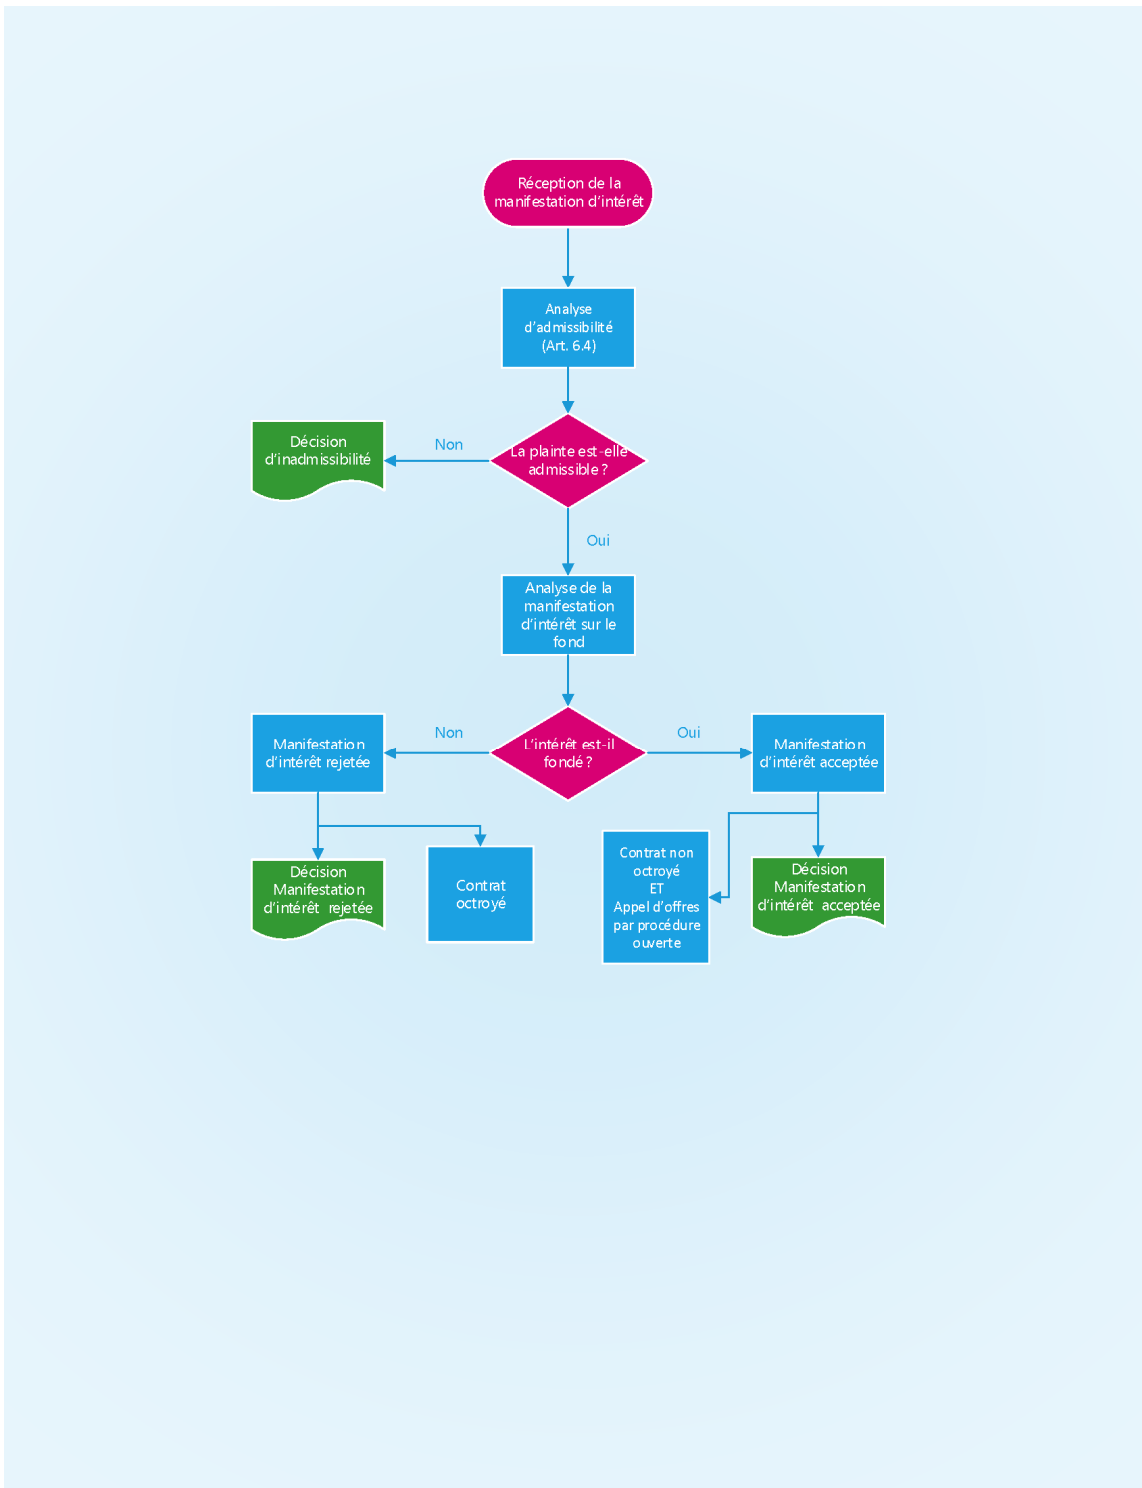 Réception de la
manifestation d'intérêt
Analyse
d'admissibilité
(Art. 6.4)
La plainte est-elle
admissible ?
Non
Décision
d'inadmissibilité
Oui
Analyse de la
manifestation
d'intérêt sur le
fond
L'intérêt est-il
fondé ?
Non
Manifestation
d'intérêt rejetée
Oui
Manifestation
d'intérêt acceptée
Décision
Manifestation
d'intérêt rejetée
Contrat
octroyé
Contrat non
octroyé
ET
Appel d'offres
par procédure
ouverte
Décision
Manifestation
d'intérêt acceptée